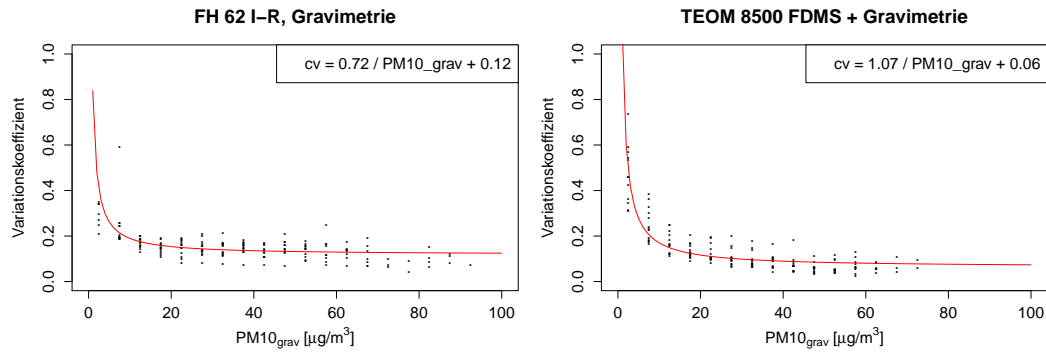 FH 62 I−R, Gravimetrie
cv = 0.72 / PM10_grav + 0.12
Variationskoeffizient
0.0 0.2 0.4 0.6 0.8 1.0
0 20 40 60 80 100
PM10grav [μg/m³]
TEOM 8500 FDMS + Gravimetrie
cv = 1.07 / PM10_grav + 0.06
Variationskoeffizient
0.0 0.2 0.4 0.6 0.8 1.0
0 20 40 60 80 100
PM10grav [μg/m³]